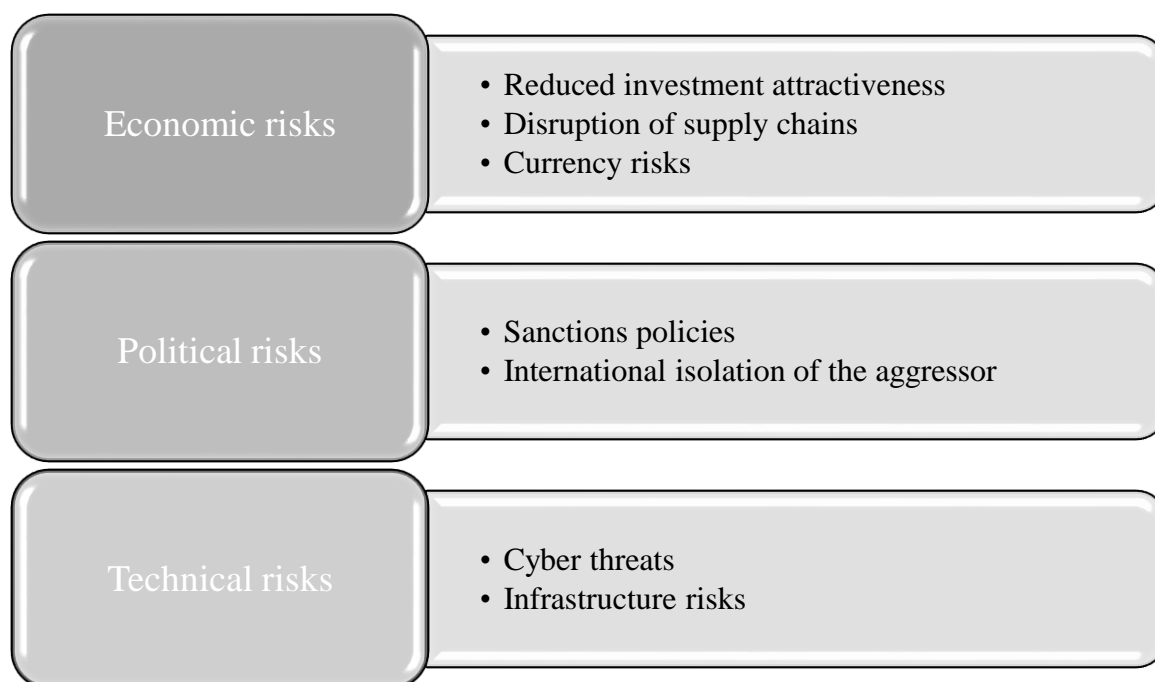 Economic risks
• Reduced investment attractiveness
• Disruption of supply chains
• Currency risks
Political risks
• Sanctions policies
• International isolation of the aggressor
Technical risks
• Cyber threats
• Infrastructure risks